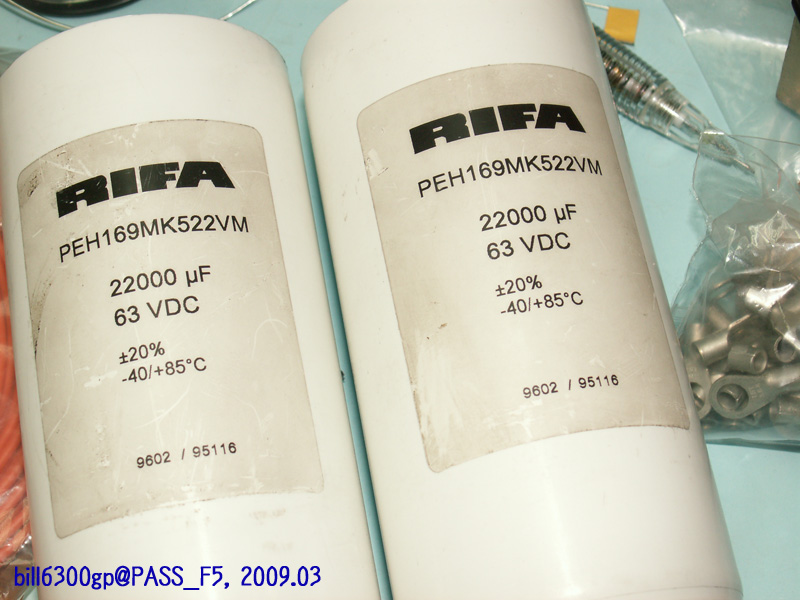 RIFA
PEH169MK522VM
22000 µF
63 VDC
±20%
-40/+85°C
9602 / 95116
RIFA
PEH169MK522VM
22000 µF
63 VDC
±20%
-40/+85°C
9602 / 95116
bill6300gp@PASS_F5, 2009.03